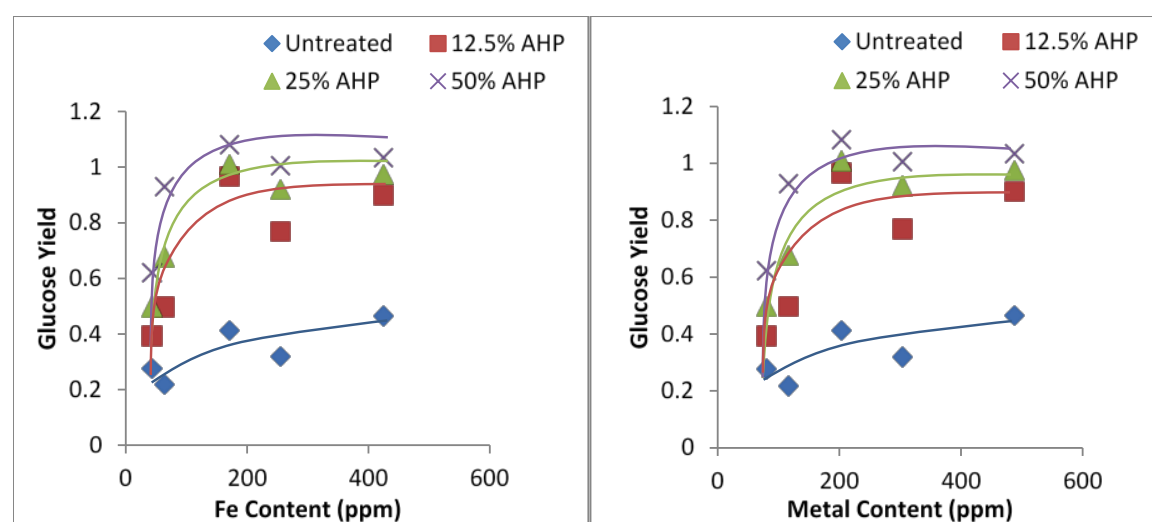 Untreated 12.5% AHP
25% AHP 50% AHP
1.2
1
0.8
0.6
0.4
0.2
0
0 200 400 600
Glucose Yield
Fe Content (ppm)
Untreated 12.5% AHP
25% AHP 50% AHP
1.2
1
0.8
0.6
0.4
0.2
0
0 200 400 600
Glucose Yield
Metal Content (ppm)